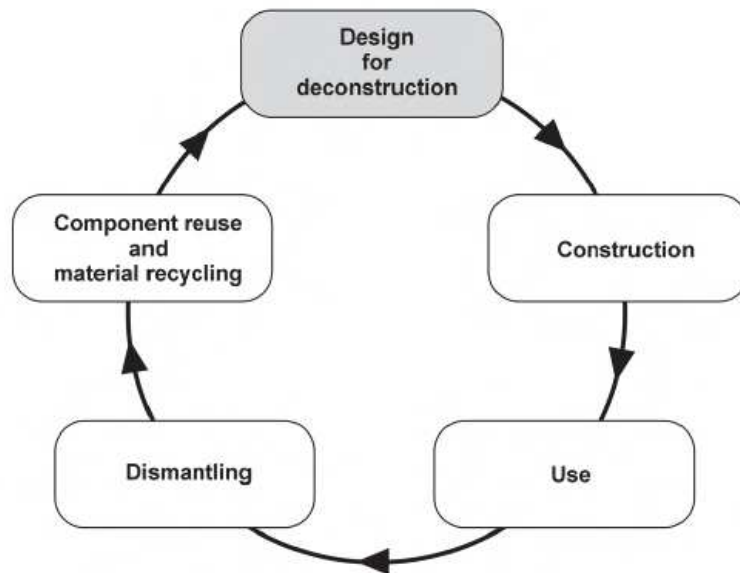 Design
for
deconstruction
Construction
Use
Dismantling
Component reuse
and
material recycling